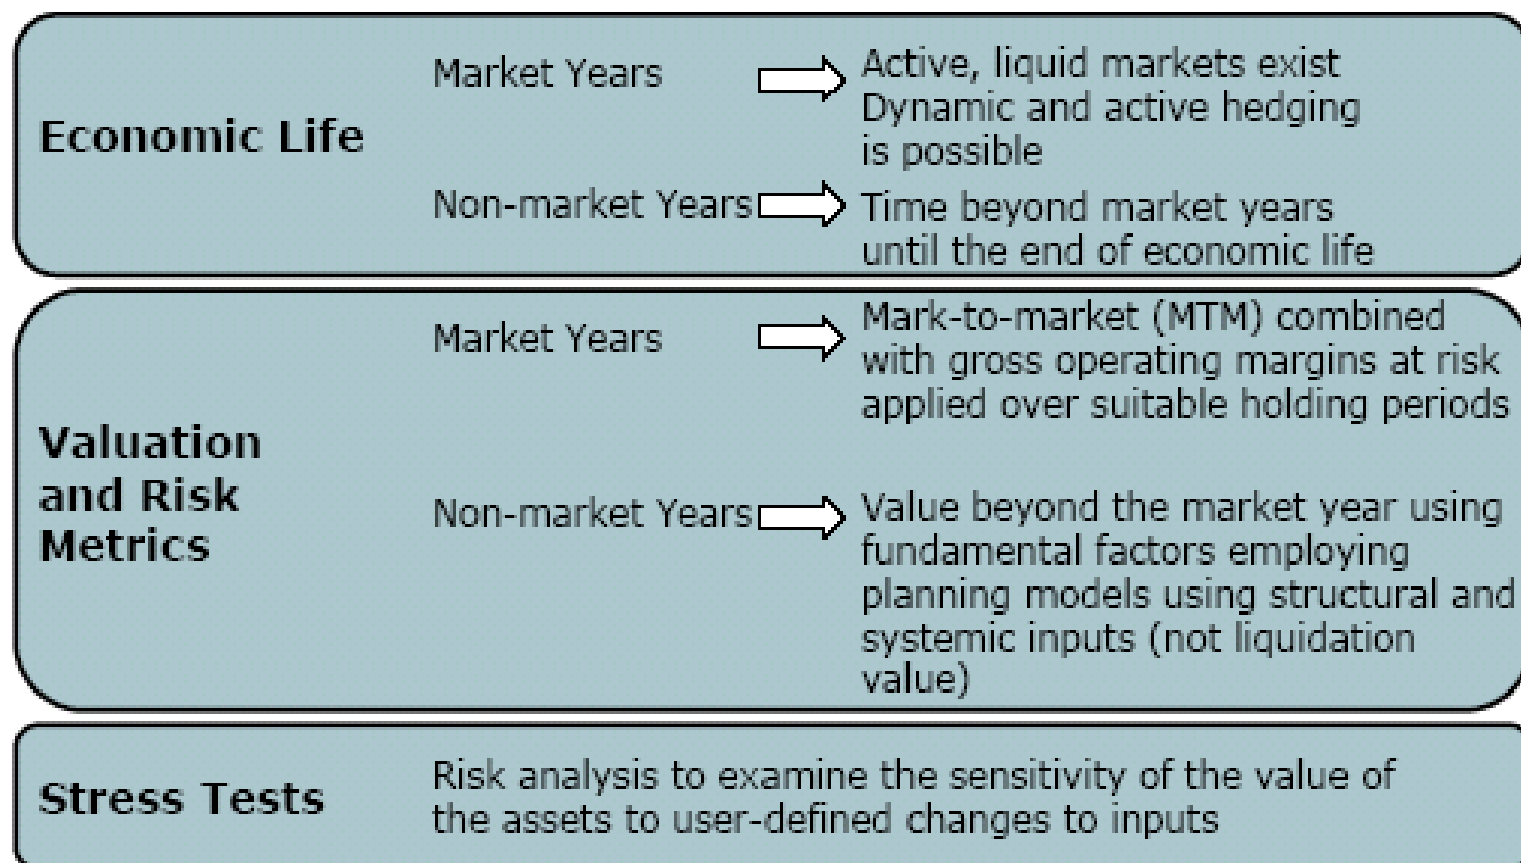 Economic Life
Market Years
Active, liquid markets exist
Dynamic and active hedging
is possible
Non-market Years
Time beyond market years
until the end of economic life
Valuation
and Risk
Metrics
Market Years
Mark-to-market (MTM) combined
with gross operating margins at risk
applied over suitable holding periods
Non-market Years
Value beyond the market year using
fundamental factors employing
planning models using structural and
systemic inputs (not liquidation
value)
Stress Tests
Risk analysis to examine the sensitivity of the value of
the assets to user-defined changes to inputs